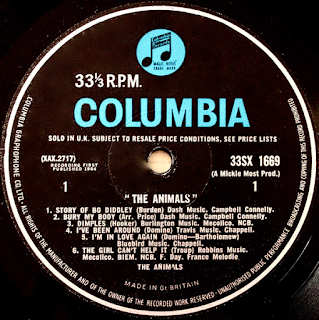 MAGIC NOTES
TRADE MARK
33⅓ R.P.M.
COLUMBIA
SOLD IN U.K. SUBJECT TO RESALE PRICE CONDITIONS, SEE PRICE LISTS
(XAX.2717)
RECORDING FIRST
PUBLISHED 1964
33SX 1669
(A Mickie Most Prod.)
1
1
"THE ANIMALS"
1. STORY OF BO DIDDLEY (Burdon) Dash Music. Campbell Connelly.
2. BURY MY BODY (Arr. Price) Dash Music. Campbell Connelly.
3. DIMPLES (Hooker) Burlington Music. Mecolico. NCB.
4. I'VE BEEN AROUND (Domino) Travis Music. Chappell.
5. I'M IN LOVE AGAIN (Domino—Bartholomew)
Bluebird Music. Chappell.
6. THE GIRL CAN'T HELP IT (Troup) Robbins Music.
Mecolico. BIEM. NCB. F. Day. France Melodie.
THE ANIMALS
MADE IN GT BRITAIN
COLUMBIA GRAPHOPHONE CO. LTD.—ALL RIGHTS OF THE MANUFACTURER AND OF THE OWNER OF THE RECORDED WORK RESERVED—UNAUTHORISED PUBLIC PERFORMANCE BROADCASTING AND COPYING OF THIS RECORD PROHIBITED